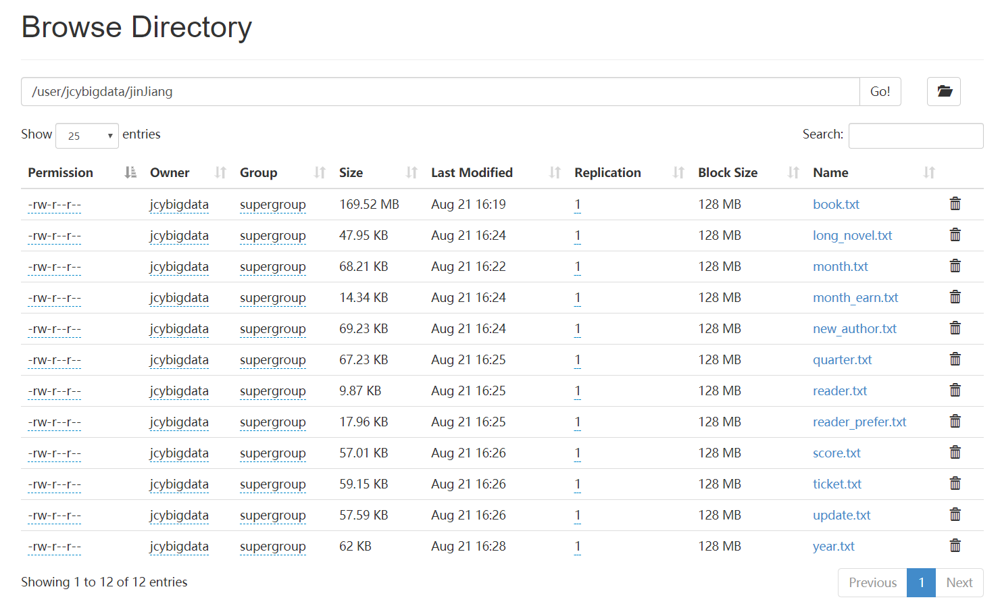 Browse Directory
/user/jcybigdata/jinJiang Go!
Show 25 entries Search:
Permission Owner Group Size Last Modified Replication Block Size Name
-rw-r--r-- jcybigdata supergroup 169.52 MB Aug 21 16:19 1 128 MB book.txt
-rw-r--r-- jcybigdata supergroup 47.95 KB Aug 21 16:24 1 128 MB long_novel.txt
-rw-r--r-- jcybigdata supergroup 68.21 KB Aug 21 16:22 1 128 MB month.txt
-rw-r--r-- jcybigdata supergroup 14.34 KB Aug 21 16:24 1 128 MB month_earn.txt
-rw-r--r-- jcybigdata supergroup 69.23 KB Aug 21 16:24 1 128 MB new_author.txt
-rw-r--r-- jcybigdata supergroup 67.23 KB Aug 21 16:25 1 128 MB quarter.txt
-rw-r--r-- jcybigdata supergroup 9.87 KB Aug 21 16:25 1 128 MB reader.txt
-rw-r--r-- jcybigdata supergroup 17.96 KB Aug 21 16:25 1 128 MB reader_prefer.txt
-rw-r--r-- jcybigdata supergroup 57.01 KB Aug 21 16:26 1 128 MB score.txt
-rw-r--r-- jcybigdata supergroup 59.15 KB Aug 21 16:26 1 128 MB ticket.txt
-rw-r--r-- jcybigdata supergroup 57.59 KB Aug 21 16:26 1 128 MB update.txt
-rw-r--r-- jcybigdata supergroup 62 KB Aug 21 16:28 1 128 MB year.txt
Showing 1 to 12 of 12 entries Previous 1 Next